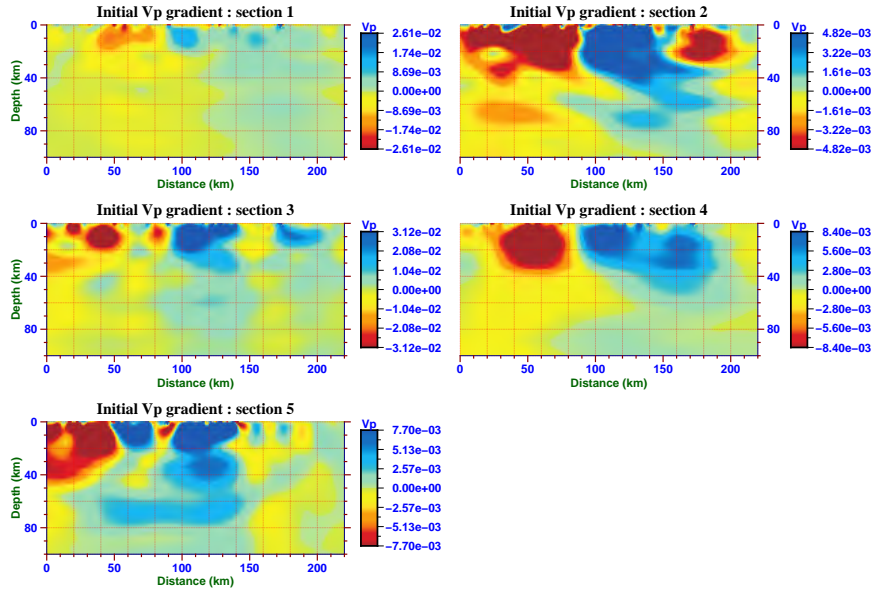 Initial Vp gradient : section 1
Vp
0
40
80
Depth (km)
2.61e−02
1.74e−02
8.69e−03
0.00e+00
−8.69e−03
−1.74e−02
−2.61e−02
0 50 100 150 200
Distance (km)
Initial Vp gradient : section 2
Vp
0
40
80
4.82e−03
3.22e−03
1.61e−03
0.00e+00
−1.61e−03
−3.22e−03
−4.82e−03
0 50 100 150 200
Distance (km)
Initial Vp gradient : section 3
Vp
0
40
80
Depth (km)
3.12e−02
2.08e−02
1.04e−02
0.00e+00
−1.04e−02
−2.08e−02
−3.12e−02
0 50 100 150 200
Distance (km)
Initial Vp gradient : section 4
Vp
0
40
80
8.40e−03
5.60e−03
2.80e−03
0.00e+00
−2.80e−03
−5.60e−03
−8.40e−03
0 50 100 150 200
Distance (km)
Initial Vp gradient : section 5
Vp
0
40
80
Depth (km)
7.70e−03
5.13e−03
2.57e−03
0.00e+00
−2.57e−03
−5.13e−03
−7.70e−03
0 50 100 150 200
Distance (km)